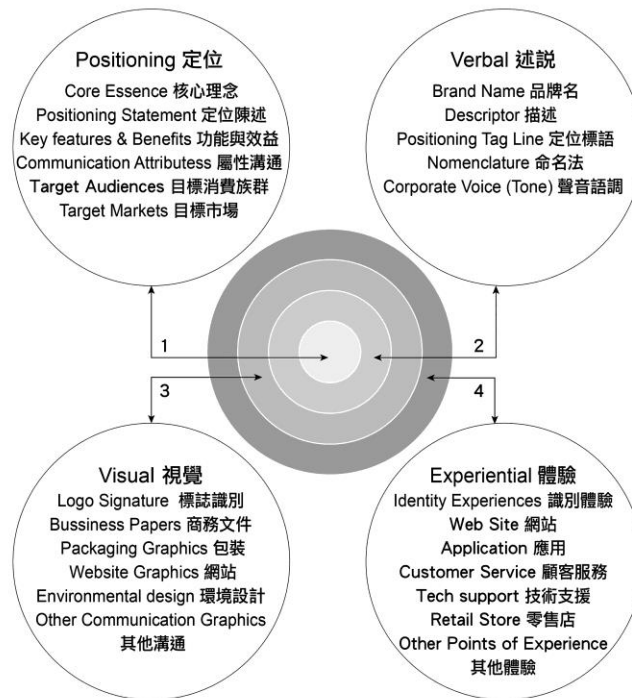 Positioning 定位
Core Essence 核心理念
Positioning Statement 定位陳述
Key features & Benefits 功能與效益
Communication Attributess 屬性溝通
Target Audiences 目標消費族群
Target Markets 目標市場
Verbal 述説
Brand Name 品牌名
Descriptor 描述
Positioning Tag Line 定位標語
Nomenclature 命名法
Corporate Voice (Tone) 聲音語調
1
2
3
4
Visual 視覺
Logo Signature 標誌識別
Bussiness Papers 商務文件
Packaging Graphics 包裝
Website Graphics 網站
Environmental design 環境設計
Other Communication Graphics
其他溝通
Experiential 體驗
Identity Experiences 識別體驗
Web Site 網站
Application 應用
Customer Service 顧客服務
Tech support 技術支援
Retail Store 零售店
Other Points of Experience
其他體驗